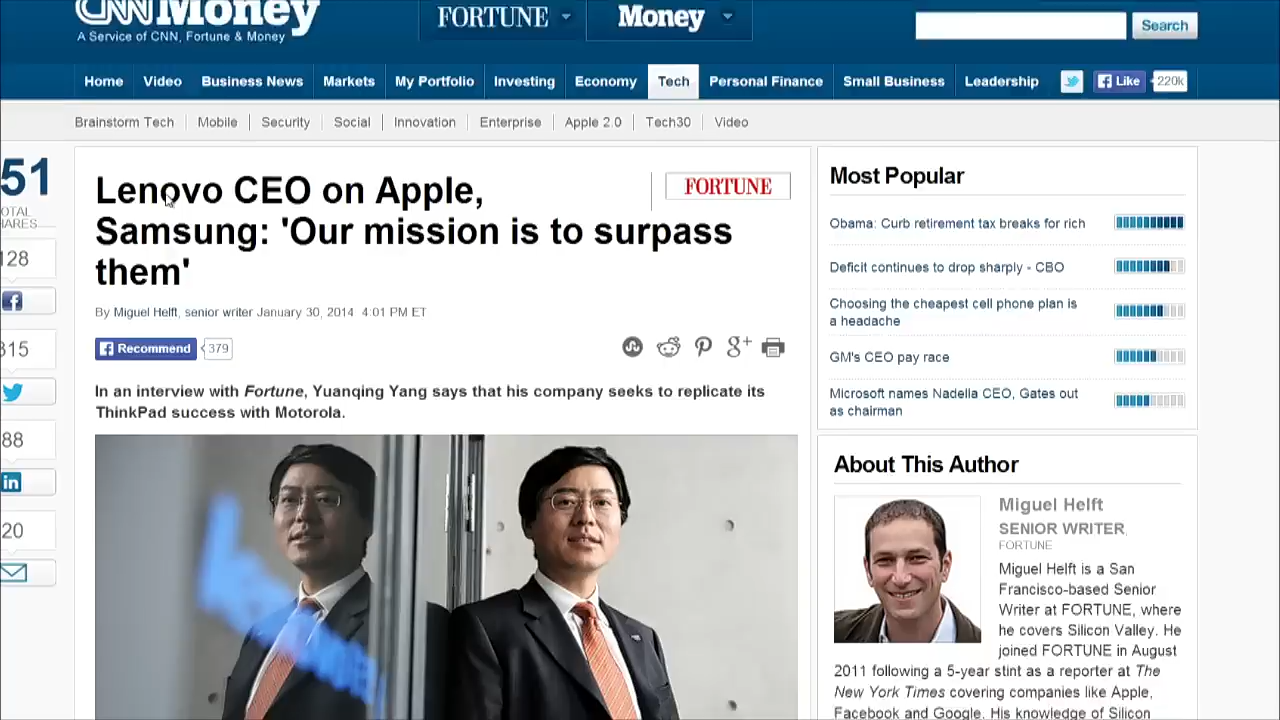 CNNMoney
A Service of CNN, Fortune & Money
FORTUNE
Money
Search
Home
Video
Business News
Markets
My Portfolio
Investing
Economy
Tech
Personal Finance
Small Business
Leadership
Like
220k
Brainstorm Tech
Mobile
Security
Social
Innovation
Enterprise
Apple 2.0
Tech30
Video
51
OTAL
HARES
128
315
88
in
20
Lenovo CEO on Apple,
Samsung: 'Our mission is to surpass
them'
FORTUNE
By Miguel Helft, senior writer January 30, 2014 4:01 PM ET
Recommend
379
g+
In an interview with Fortune, Yuanqing Yang says that his company seeks to replicate its
ThinkPad success with Motorola.
Most Popular
Obama: Curb retirement tax breaks for rich
Deficit continues to drop sharply - CBO
Choosing the cheapest cell phone plan is
a headache
GM's CEO pay race
Microsoft names Nadella CEO, Gates out
as chairman
About This Author
Miguel Helft
SENIOR WRITER,
FORTUNE
Miguel Helft is a San
Francisco-based Senior
Writer at FORTUNE, where
he covers Silicon Valley. He
joined FORTUNE in August
2011 following a 5-year stint as a reporter at The
New York Times covering companies like Apple,
Facebook and Google. His knowledge of Silicon